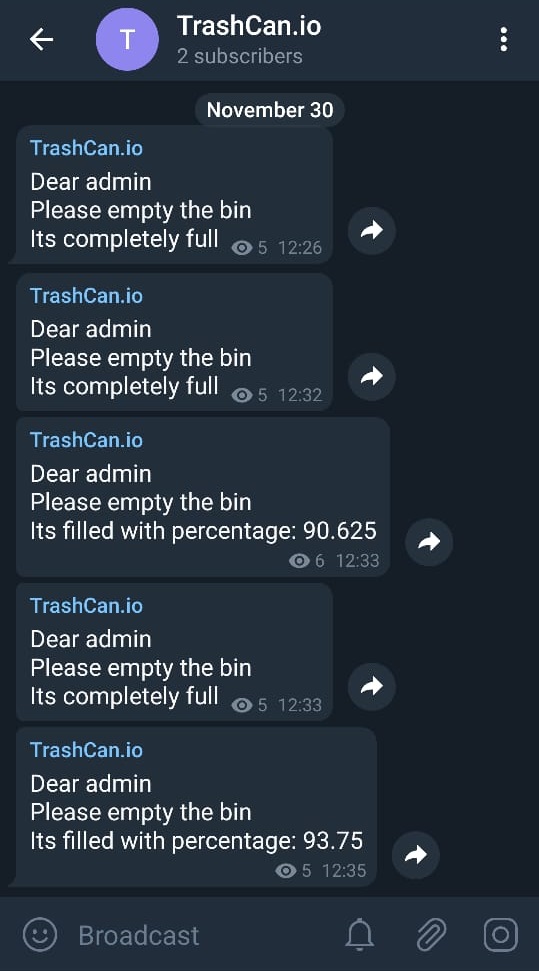 T
TrashCan.io
2 subscribers
November 30
TrashCan.io
Dear admin
Please empty the bin
Its completely full 5 12:26
TrashCan.io
Dear admin
Please empty the bin
Its completely full 5 12:32
TrashCan.io
Dear admin
Please empty the bin
Its filled with percentage: 90.625
6 12:33
TrashCan.io
Dear admin
Please empty the bin
Its completely full 5 12:33
TrashCan.io
Dear admin
Please empty the bin
Its filled with percentage: 93.75
5 12:35
Broadcast